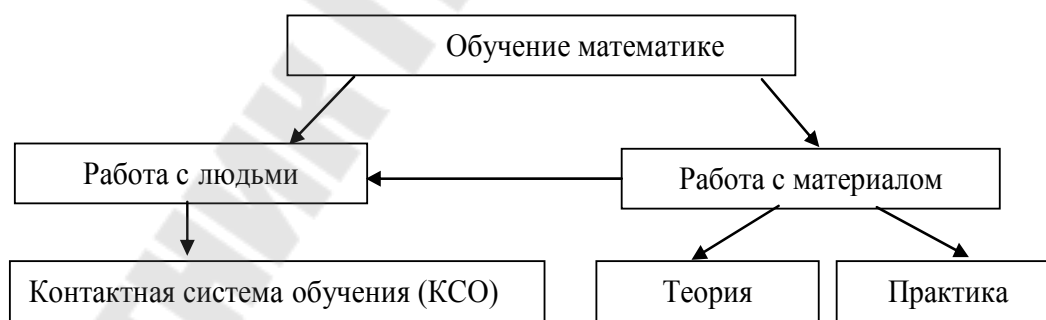 Обучение математике
Работа с людьми
Работа с материалом
Контактная система обучения (КСО)
Теория
Практика